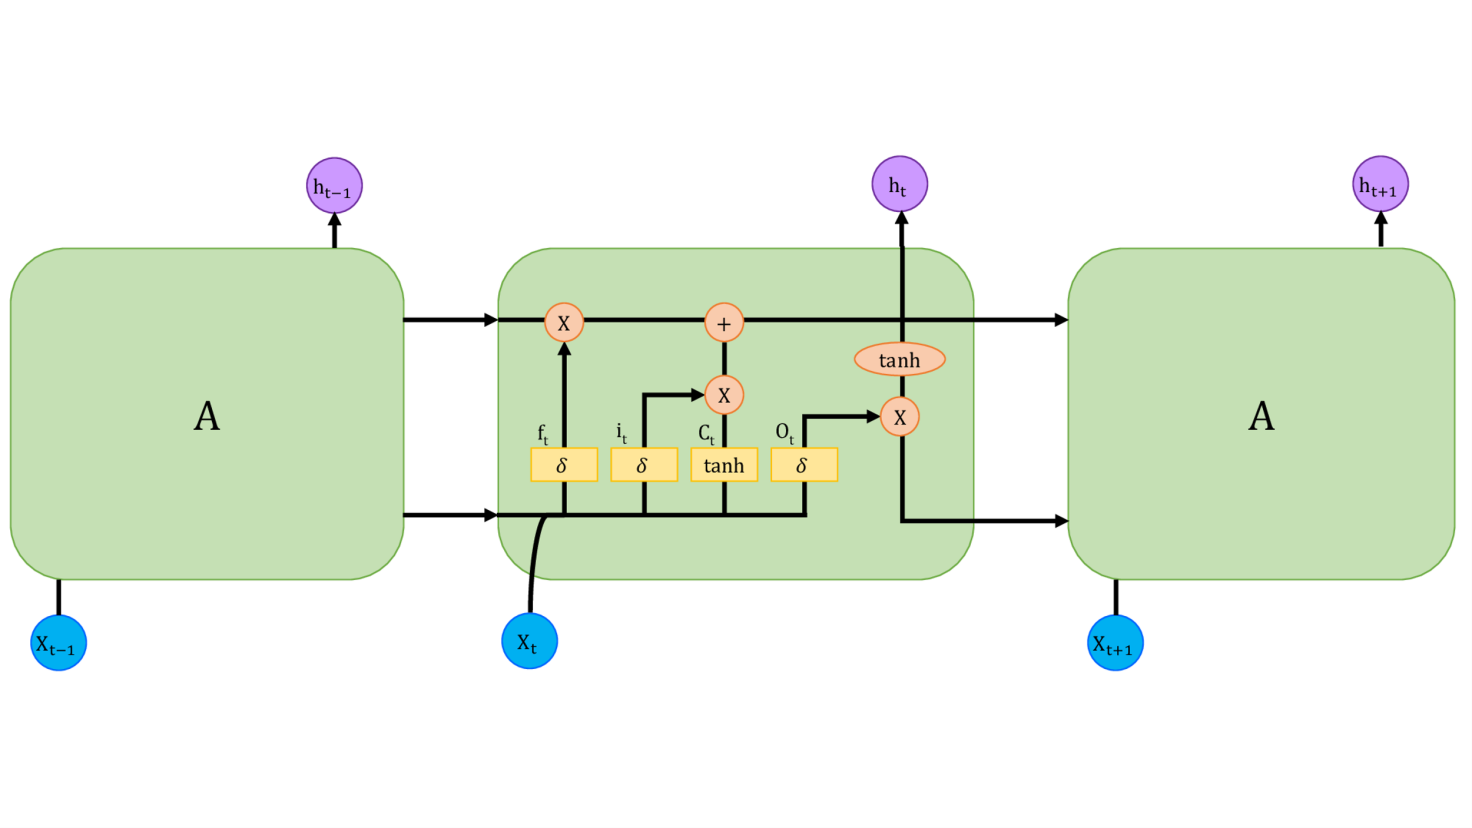 h_{t−1}
h_t
h_{t+1}
X
+
tanh
X
X
A
A
f_t
i_t
C_t
O_t
δ
δ
tanh
δ
X_{t−1}
X_t
X_{t+1}